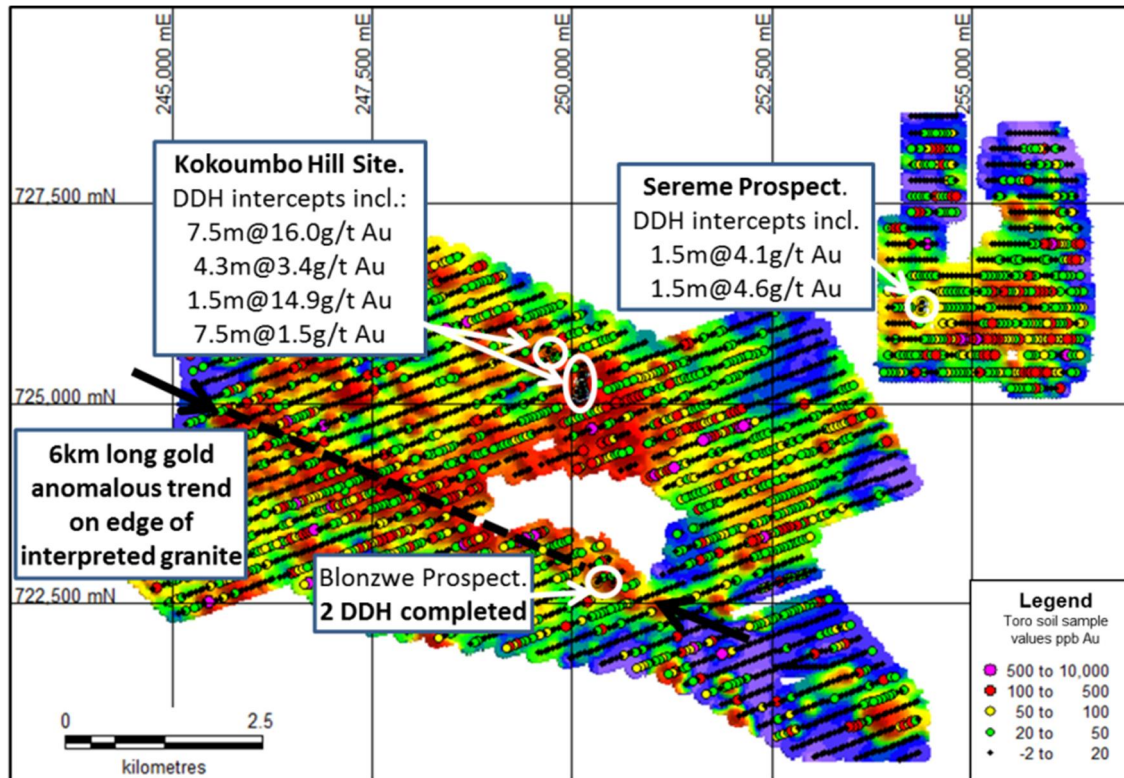 245,000 mE
247,500 mE
250,000 mE
252,500 mE
255,000 mE
727,500 mN
725,000 mN
722,500 mN
Kokoumbo Hill Site.
DDH intercepts incl.:
7.5m@16.0g/t Au
4.3m@3.4g/t Au
1.5m@14.9g/t Au
7.5m@1.5g/t Au
Sereme Prospect.
DDH intercepts incl.
1.5m@4.1g/t Au
1.5m@4.6g/t Au
6km long gold
anomalous trend
on edge of
interpreted granite
Blonzwe Prospect.
2 DDH completed
0 2.5
kilometres
Legend
Toro soil sample
values ppb Au
500 to 10,000
100 to 500
50 to 100
20 to 50
-2 to 20